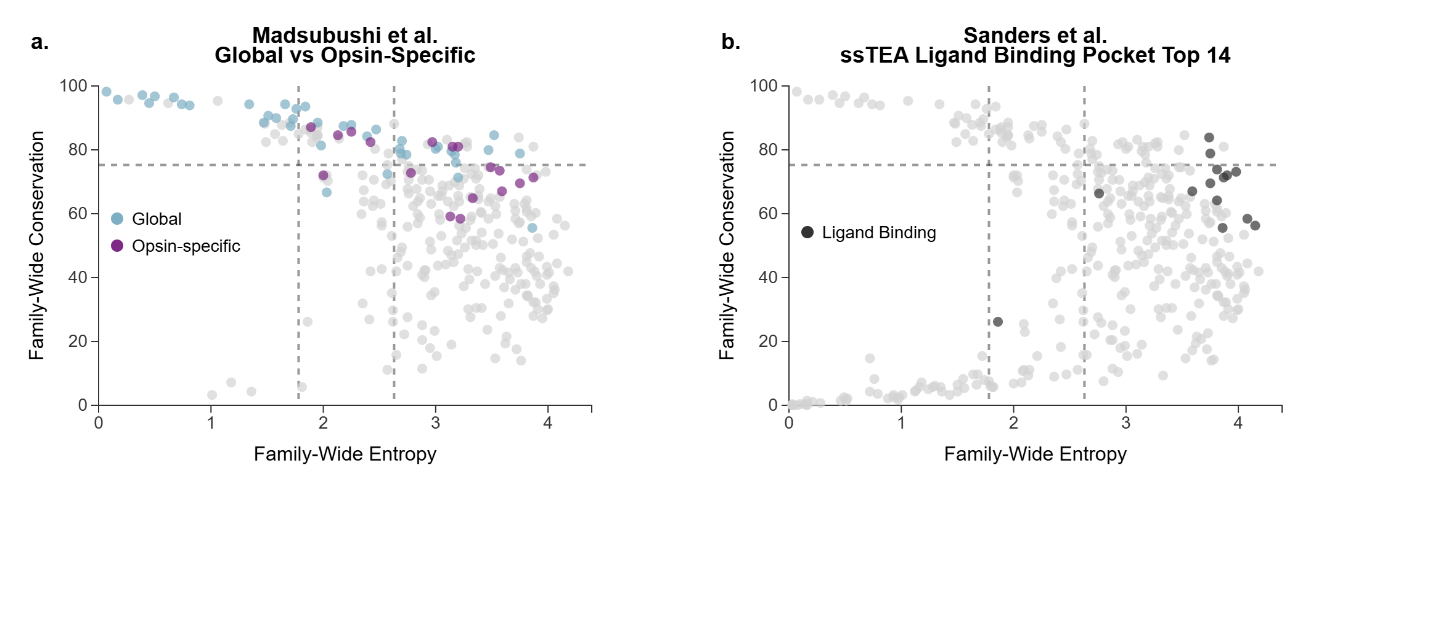 a.
Madsubushi et al.
Global vs Opsin-Specific
100
80
60
40
20
0
Family-Wide Conservation
Global
Opsin-specific
0 1 2 3 4
Family-Wide Entropy
b.
Sanders et al.
ssTEA Ligand Binding Pocket Top 14
100
80
60
40
20
0
Family-Wide Conservation
Ligand Binding
0 1 2 3 4
Family-Wide Entropy